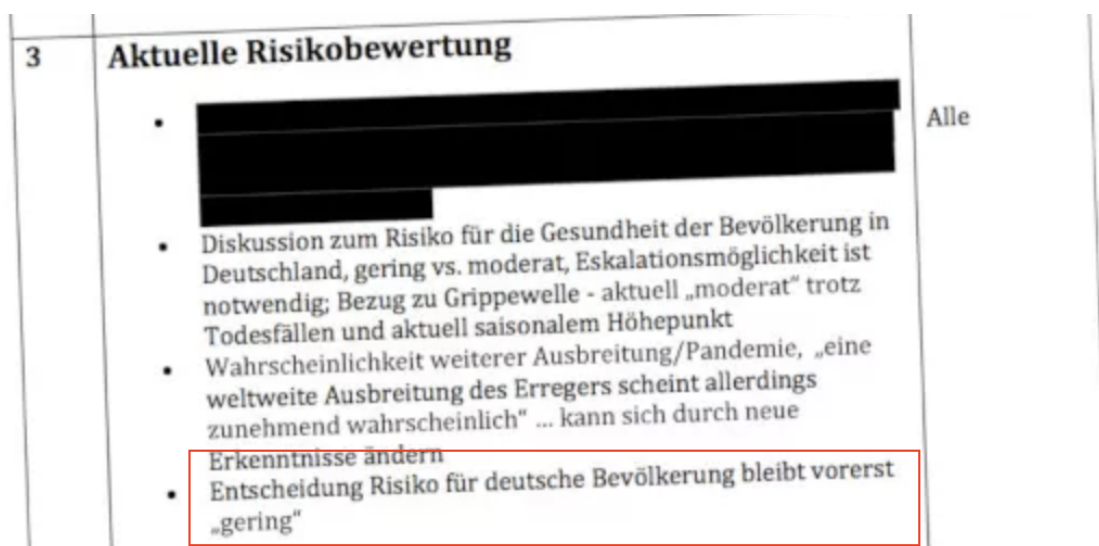 3 Aktuelle Risikobewertung
•
Alle
• Diskussion zum Risiko für die Gesundheit der Bevölkerung in
Deutschland, gering vs. moderat, Eskalationsmöglichkeit ist
notwendig; Bezug zu Grippewelle - aktuell „moderat“ trotz
Todesfällen und aktuell saisonalem Höhepunkt
• Wahrscheinlichkeit weiterer Ausbreitung/Pandemie, „eine
weltweite Ausbreitung des Erregers scheint allerdings
zunehmend wahrscheinlich“ ... kann sich durch neue
Erkenntnisse ändern
• Entscheidung Risiko für deutsche Bevölkerung bleibt vorerst
„gering“